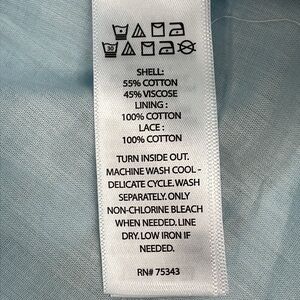 SHELL:
55% COTTON
45% VISCOSE
LINING :
100% COTTON
LACE :
100% COTTON
TURN INSIDE OUT.
MACHINE WASH COOL -
DELICATE CYCLE. WASH
SEPARATELY. ONLY
NON-CHLORINE BLEACH
WHEN NEEDED. LINE
DRY. LOW IRON IF
NEEDED.
RN# 75343